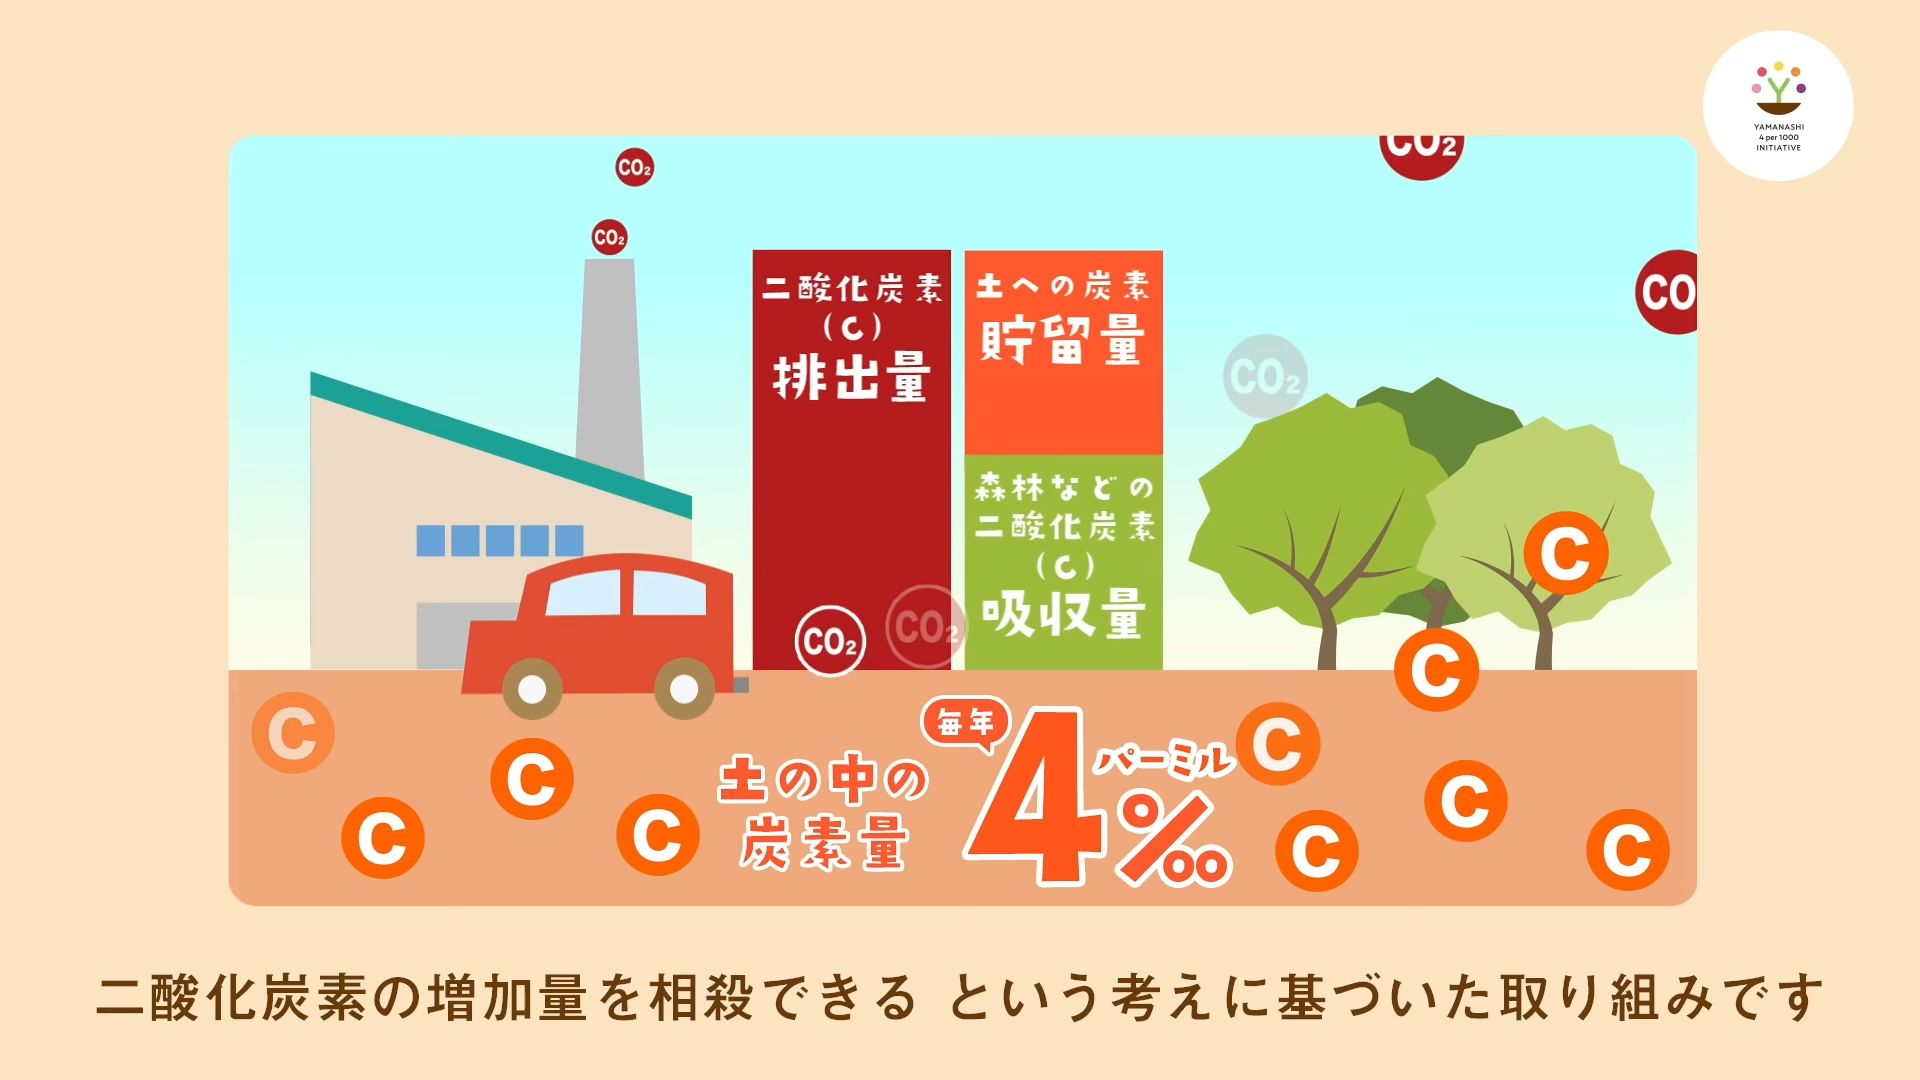 YAMANASHI
4 per 1000
INITIATIVE
CO₂
CO₂
CO₂
CO
CO₂
二酸化炭素
(C)
排出量
土への炭素
貯留量
森林などの
二酸化炭素
(C)
吸収量
CO₂
CO₂
C
C
C
C
C
C
C
C
C
C
毎年
土の中の
炭素量
4
パーミル
‰
二酸化炭素の増加量を相殺できる という考えに基づいた取り組みです